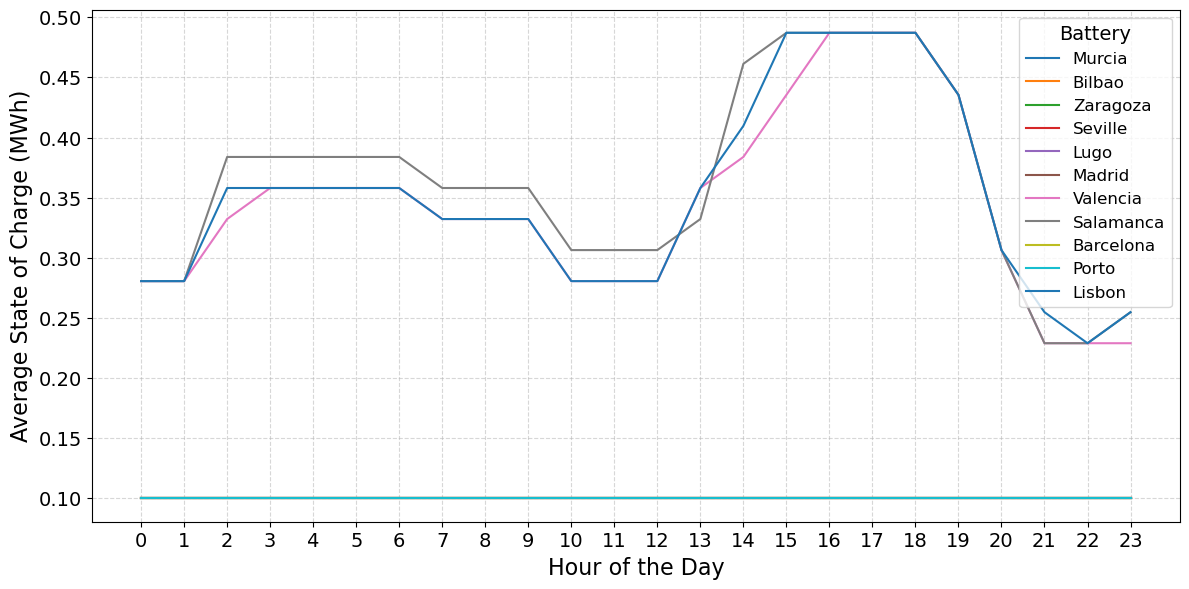 Average State of Charge (MWh)
0.50
0.45
0.40
0.35
0.30
0.25
0.20
0.15
0.10
Battery
Murcia
Bilbao
Zaragoza
Seville
Lugo
Madrid
Valencia
Salamanca
Barcelona
Porto
Lisbon
0 1 2 3 4 5 6 7 8 9 10 11 12 13 14 15 16 17 18 19 20 21 22 23
Hour of the Day